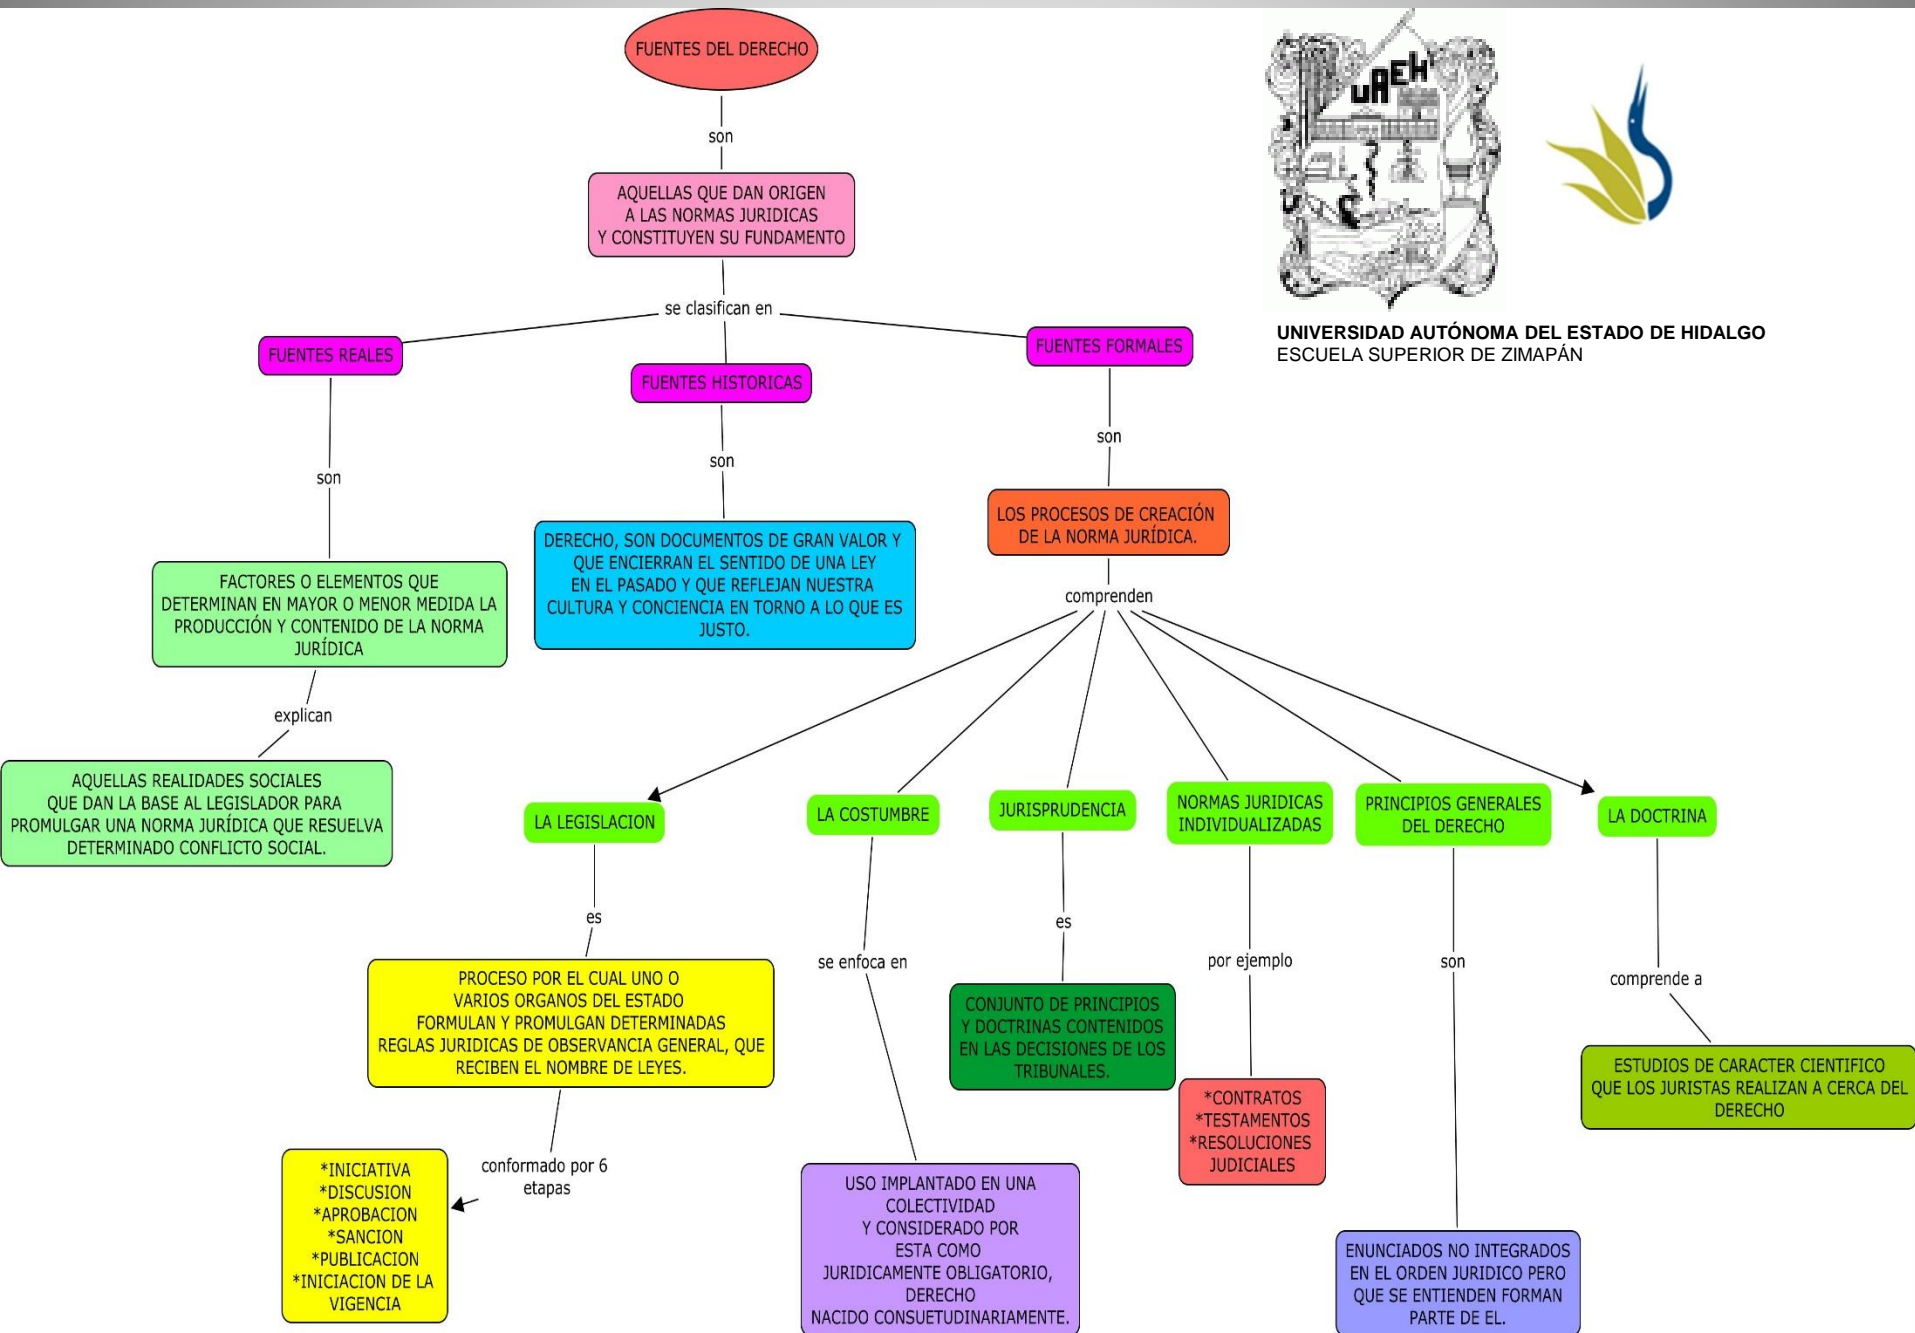 FUENTES DEL DERECHO
son
AQUELLAS QUE DAN ORIGEN
A LAS NORMAS JURIDICAS
Y CONSTITUYEN SU FUNDAMENTO
se clasifican en
UAEH
UNIVERSIDAD AUTÓNOMA DEL ESTADO DE HIDALGO
ESCUELA SUPERIOR DE ZIMAPÁN
FUENTES REALES
son
FACTORES O ELEMENTOS QUE
DETERMINAN EN MAYOR O MENOR MEDIDA LA
PRODUCCIÓN Y CONTENIDO DE LA NORMA
JURÍDICA
explican
AQUELLAS REALIDADES SOCIALES
QUE DAN LA BASE AL LEGISLADOR PARA
PROMULGAR UNA NORMA JURÍDICA QUE RESUELVA
DETERMINADO CONFLICTO SOCIAL.
FUENTES HISTORICAS
son
DERECHO, SON DOCUMENTOS DE GRAN VALOR Y
QUE ENCIERRAN EL SENTIDO DE UNA LEY
EN EL PASADO Y QUE REFLEJAN NUESTRA
CULTURA Y CONCIENCIA EN TORNO A LO QUE ES
JUSTO.
FUENTES FORMALES
son
LOS PROCESOS DE CREACIÓN
DE LA NORMA JURÍDICA.
comprenden
LA LEGISLACION
es
PROCESO POR EL CUAL UNO O
VARIOS ORGANOS DEL ESTADO
FORMULAN Y PROMULGAN DETERMINADAS
REGLAS JURIDICAS DE OBSERVANCIA GENERAL, QUE
RECIBEN EL NOMBRE DE LEYES.
conformado por 6
etapas
*INICIATIVA
*DISCUSION
*APROBACION
*SANCION
*PUBLICACION
*INICIACION DE LA
VIGENCIA
LA COSTUMBRE
se enfoca en
USO IMPLANTADO EN UNA
COLECTIVIDAD
Y CONSIDERADO POR
ESTA COMO
JURIDICAMENTE OBLIGATORIO,
DERECHO
NACIDO CONSUETUDINARIAMENTE.
JURISPRUDENCIA
es
CONJUNTO DE PRINCIPIOS
Y DOCTRINAS CONTENIDOS
EN LAS DECISIONES DE LOS
TRIBUNALES.
NORMAS JURIDICAS
INDIVIDUALIZADAS
por ejemplo
*CONTRATOS
*TESTAMENTOS
*RESOLUCIONES
JUDICIALES
PRINCIPIOS GENERALES
DEL DERECHO
son
ENUNCIADOS NO INTEGRADOS
EN EL ORDEN JURIDICO PERO
QUE SE ENTIENDEN FORMAN
PARTE DE EL.
LA DOCTRINA
comprende a
ESTUDIOS DE CARACTER CIENTIFICO
QUE LOS JURISTAS REALIZAN A CERCA DEL
DERECHO